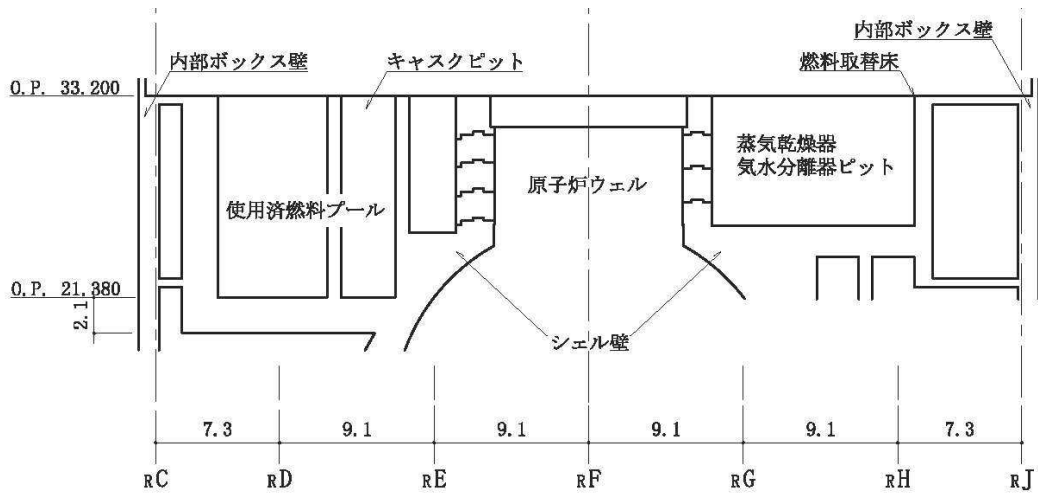 内部ボックス壁
内部ボックス壁
キャスクピット
燃料取替床
O.P. 33.200
蒸気乾燥器
気水分離器ピット
原子炉ウェル
使用済燃料プール
O.P. 21.380
2.1
シェル壁
7.3 9.1 9.1 9.1 9.1 7.3
RC RD RE RF RG RH RJ